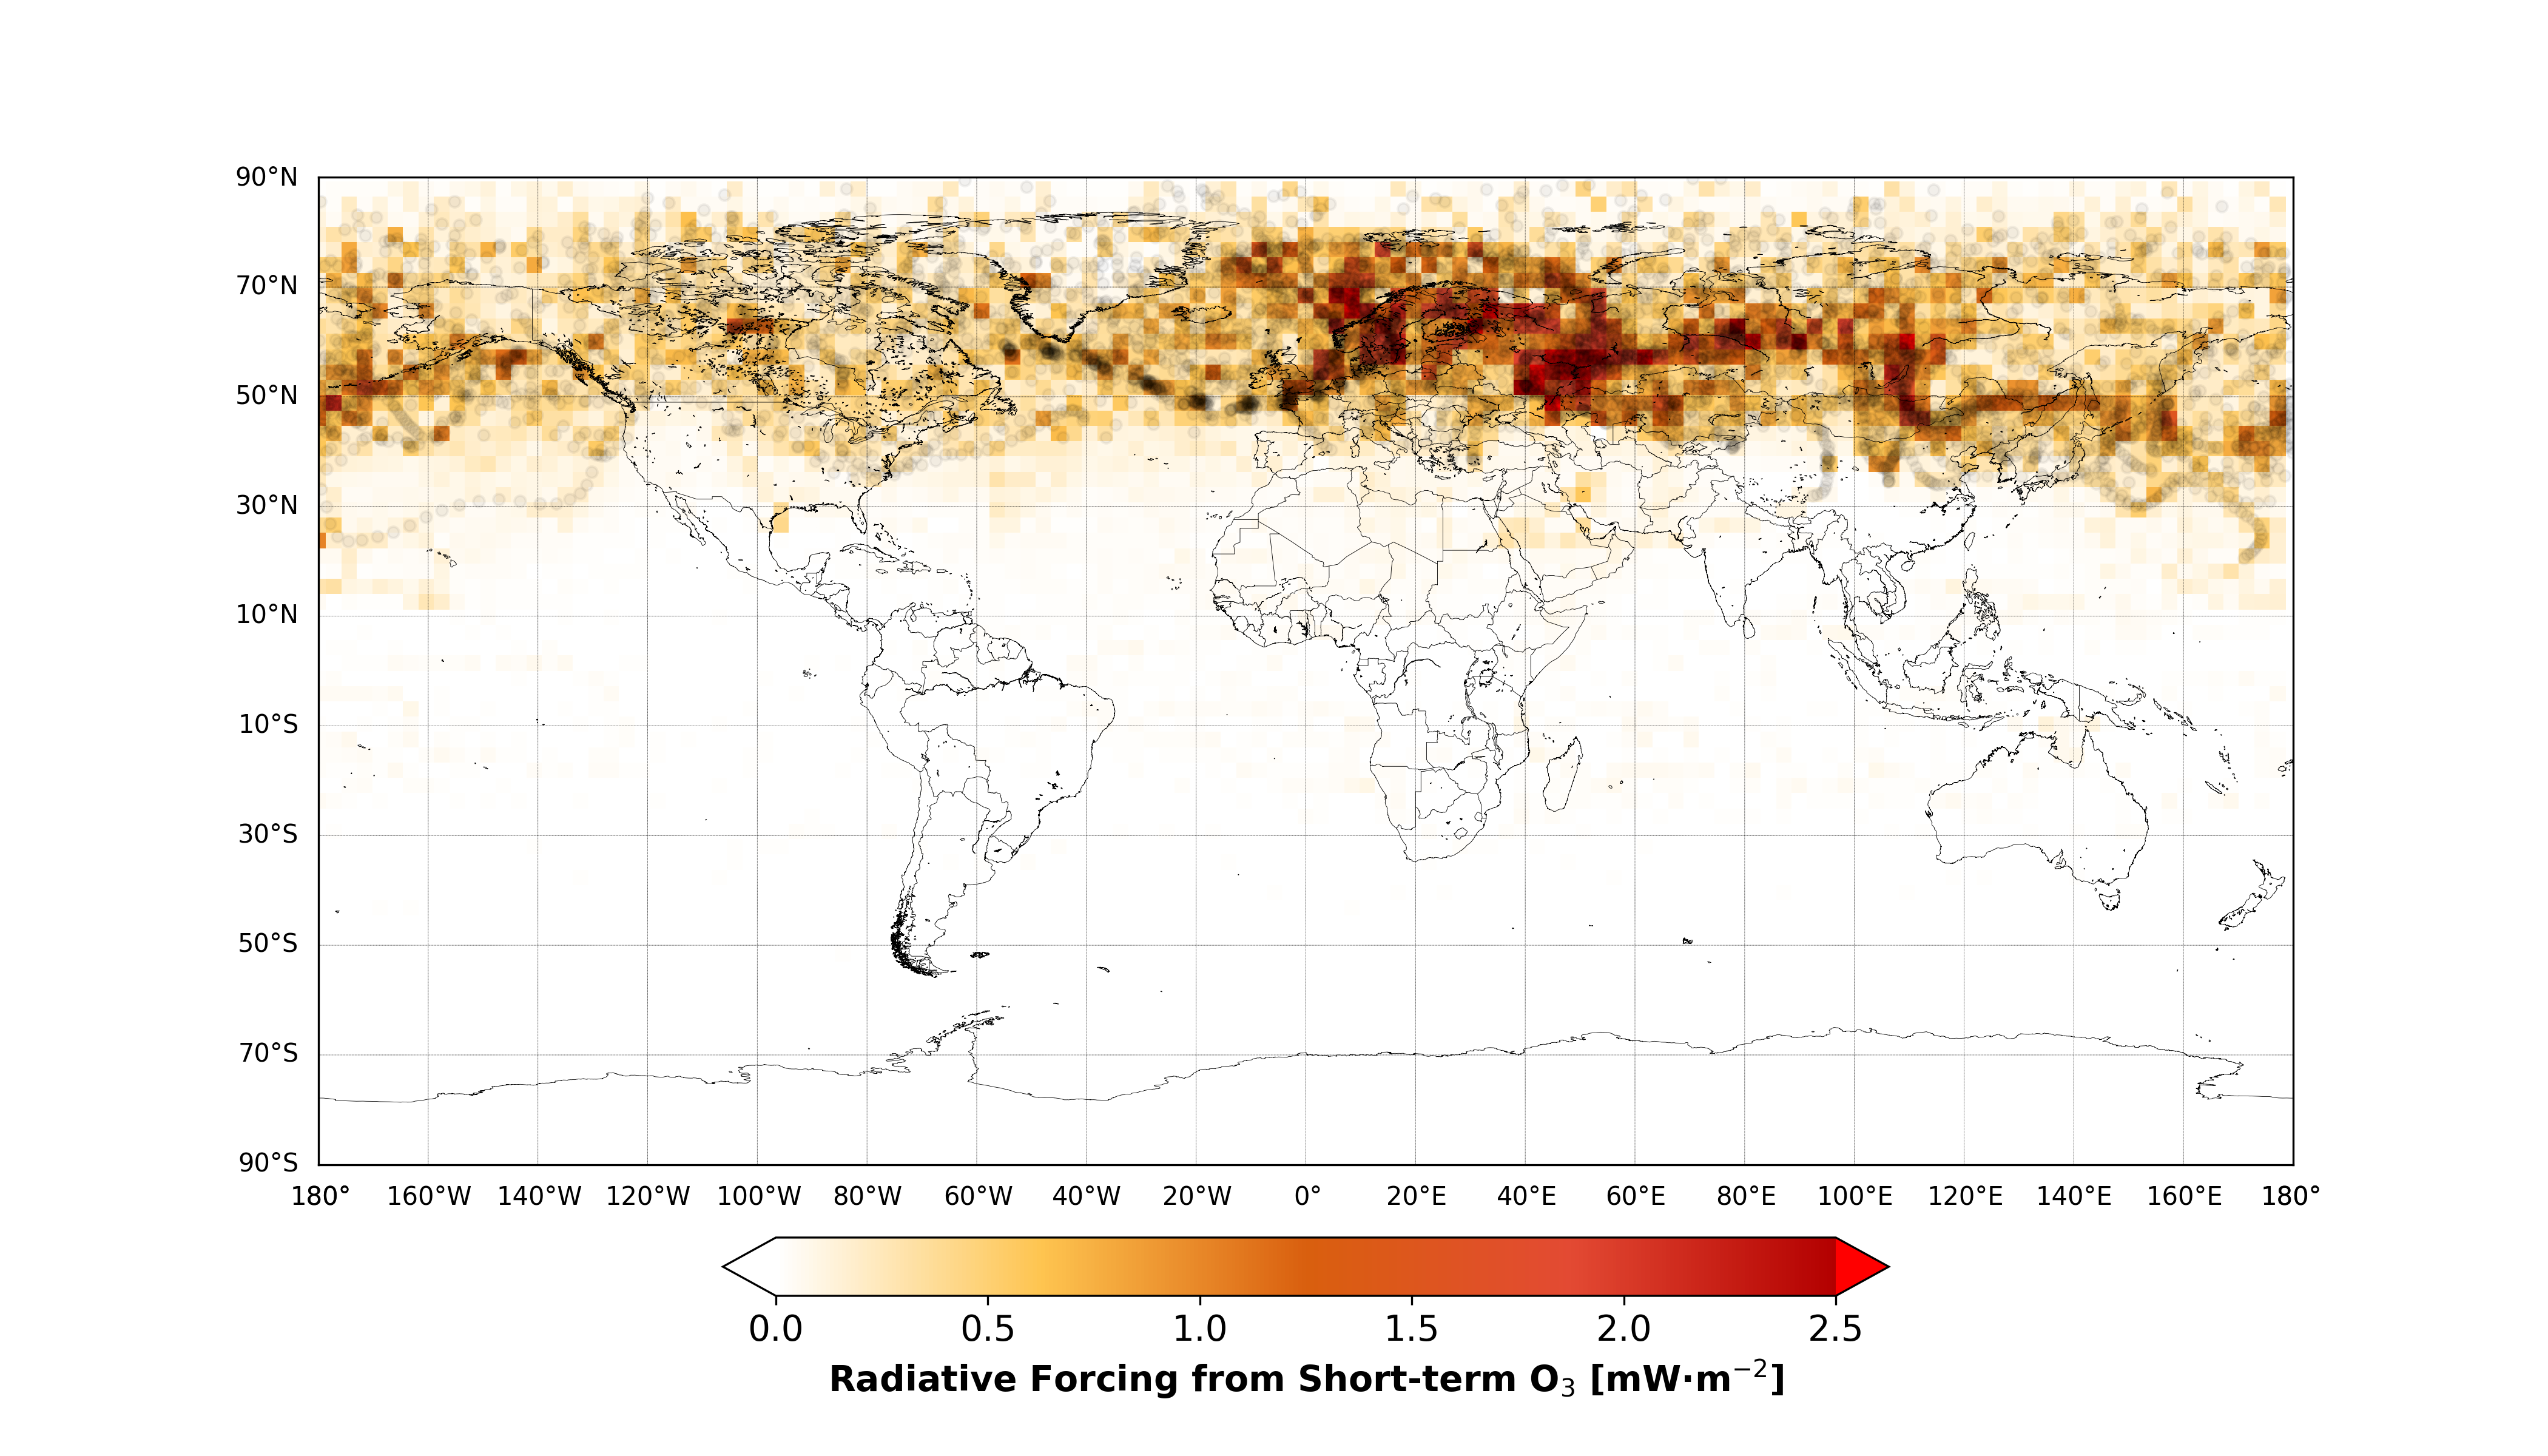 90°N
70°N
50°N
30°N
10°N
10°S
30°S
50°S
70°S
90°S
180° 160°W 140°W 120°W 100°W 80°W 60°W 40°W 20°W 0° 20°E 40°E 60°E 80°E 100°E 120°E 140°E 160°E 180°
0.0 0.5 1.0 1.5 2.0 2.5
Radiative Forcing from Short-term O₃ [mW·m⁻²]